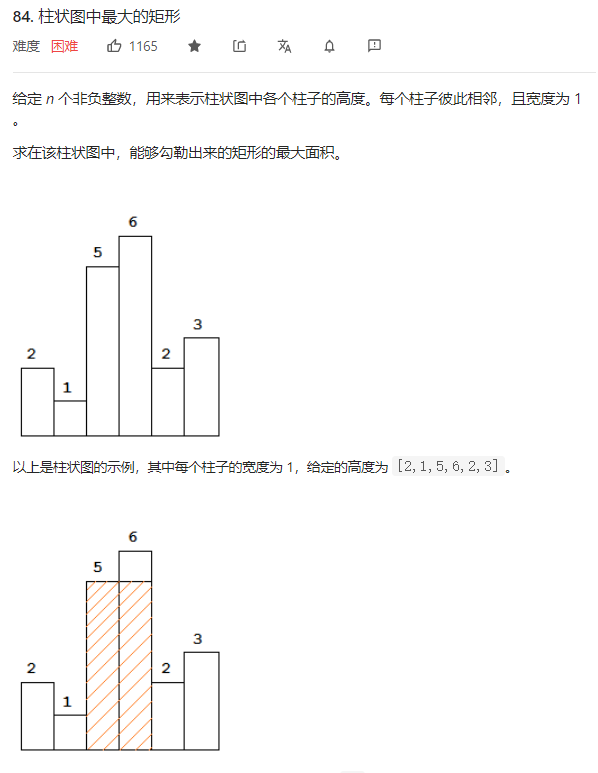 84. 柱状图中最大的矩形
难度 困难 1165
给定 n 个非负整数，用来表示柱状图中各个柱子的高度。每个柱子彼此相邻，且宽度为 1
。
求在该柱状图中，能够勾勒出来的矩形的最大面积。
6
5
3
2 2
1
以上是柱状图的示例，其中每个柱子的宽度为 1，给定的高度为 [2,1,5,6,2,3]。
6
5
3
2 2
1